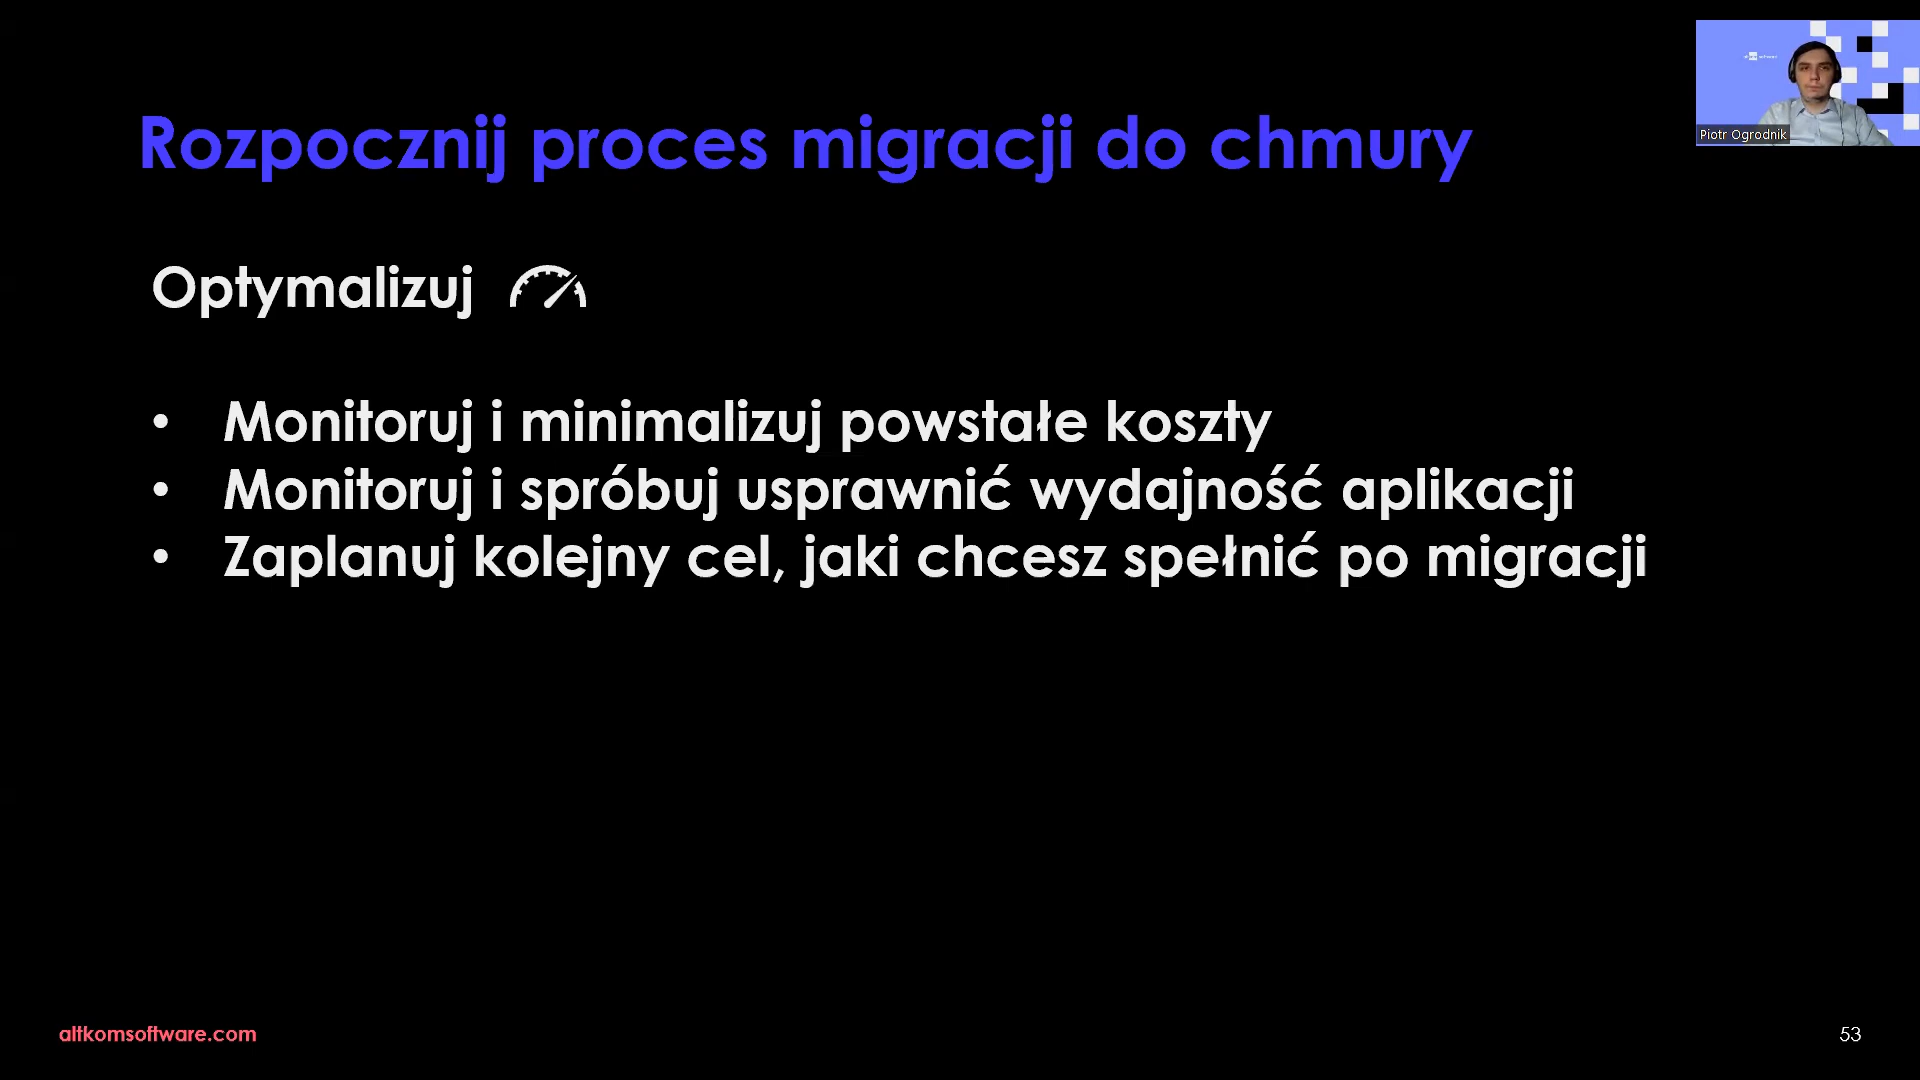 Rozpocznij proces migracji do chmury
Piotr Ogrodnik
Optymalizuj
• Monitoruj i minimalizuj powstałe koszty
• Monitoruj i spróbuj usprawnić wydajność aplikacji
• Zaplanuj kolejny cel, jaki chcesz spełnić po migracji
altkomsoftware.com
53